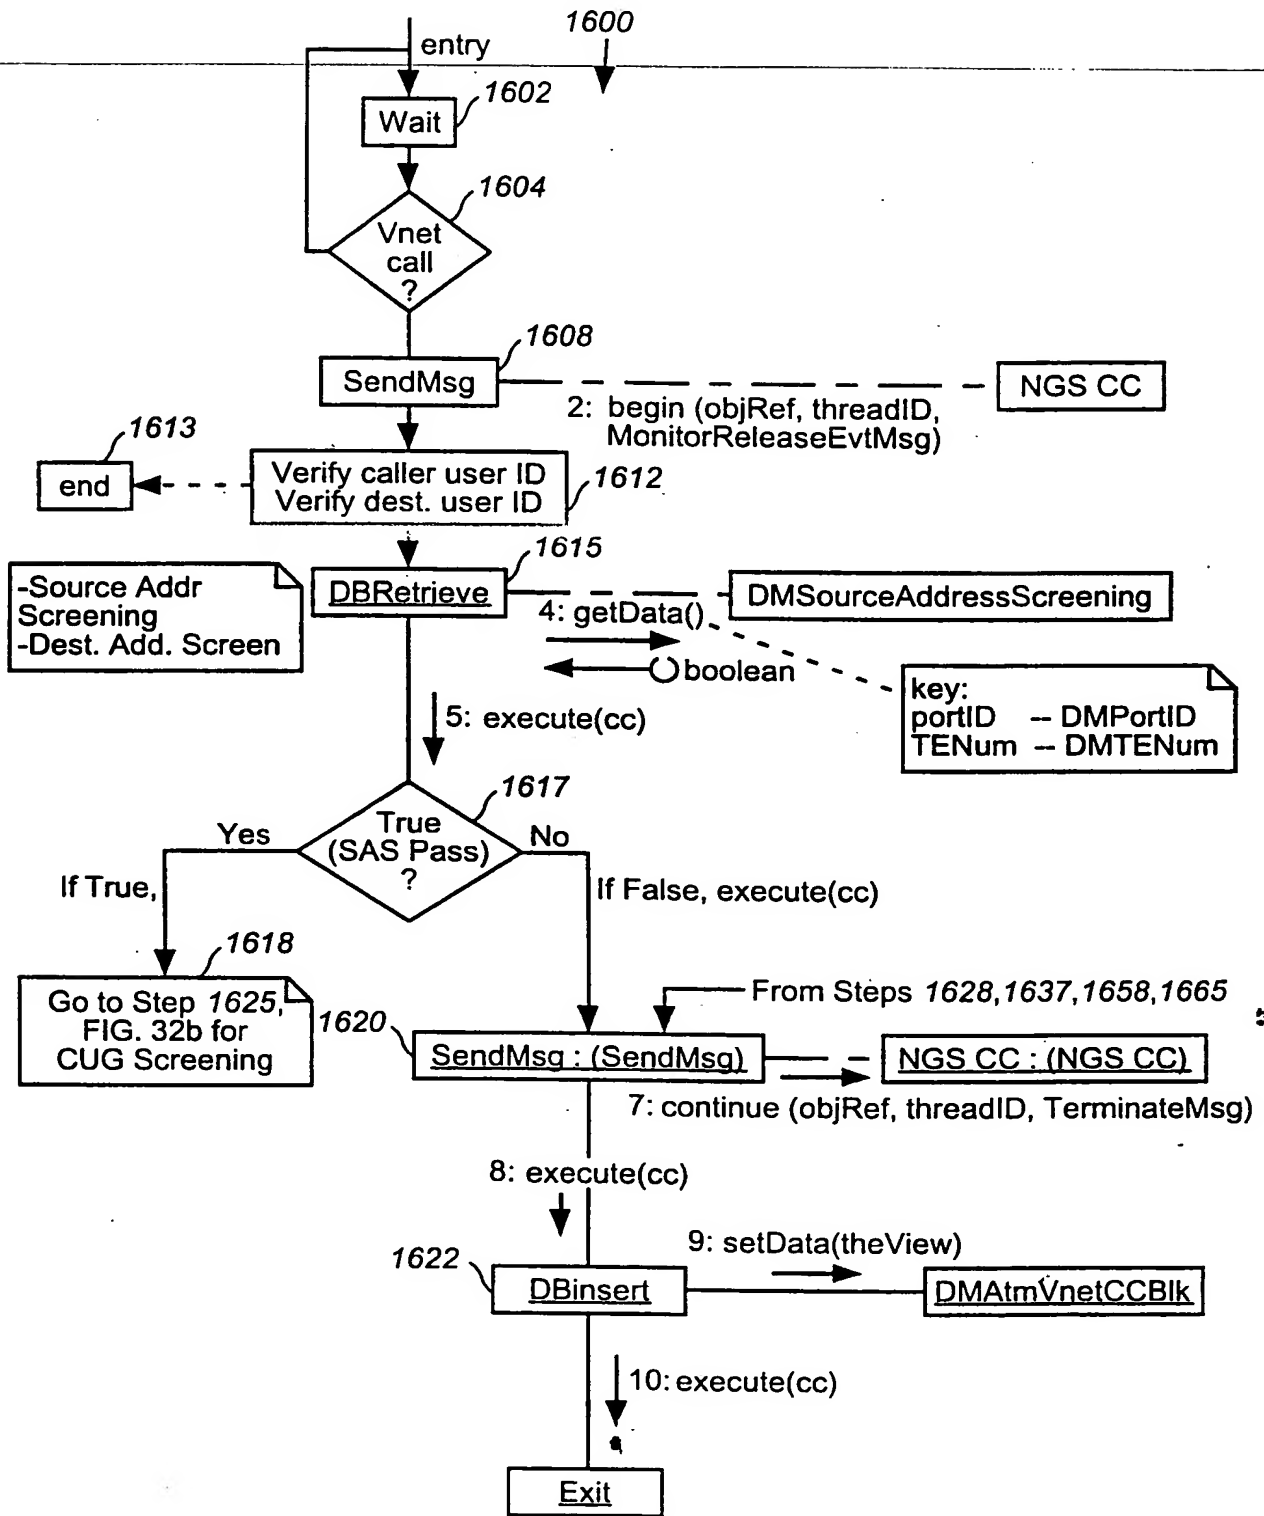 1600
entry
1602
Wait
1604
Vnet
call
?
1608
SendMsg
NGS CC
2: begin (objRef, threadID,
MonitorReleaseEvtMsg)
1613
end
Verify caller user ID
Verify dest. user ID
1612
1615
-Source Addr
Screening
-Dest. Add. Screen
DBRetrieve
DMSourceAddressScreening
4: getData()
boolean
key:
portID -- DMPortID
TENum -- DMTENum
5: execute(cc)
1617
True
(SAS Pass)
?
Yes
No
If True,
If False, execute(cc)
1618
Go to Step 1625,
FIG. 32b for
CUG Screening
From Steps 1628,1637,1658,1665
1620
SendMsg : (SendMsg)
NGS CC : (NGS CC)
7: continue (objRef, threadID, TerminateMsg)
8: execute(cc)
9: setData(theView)
1622
DBinsert
DMAtmVnetCCBlk
10: execute(cc)
Exit